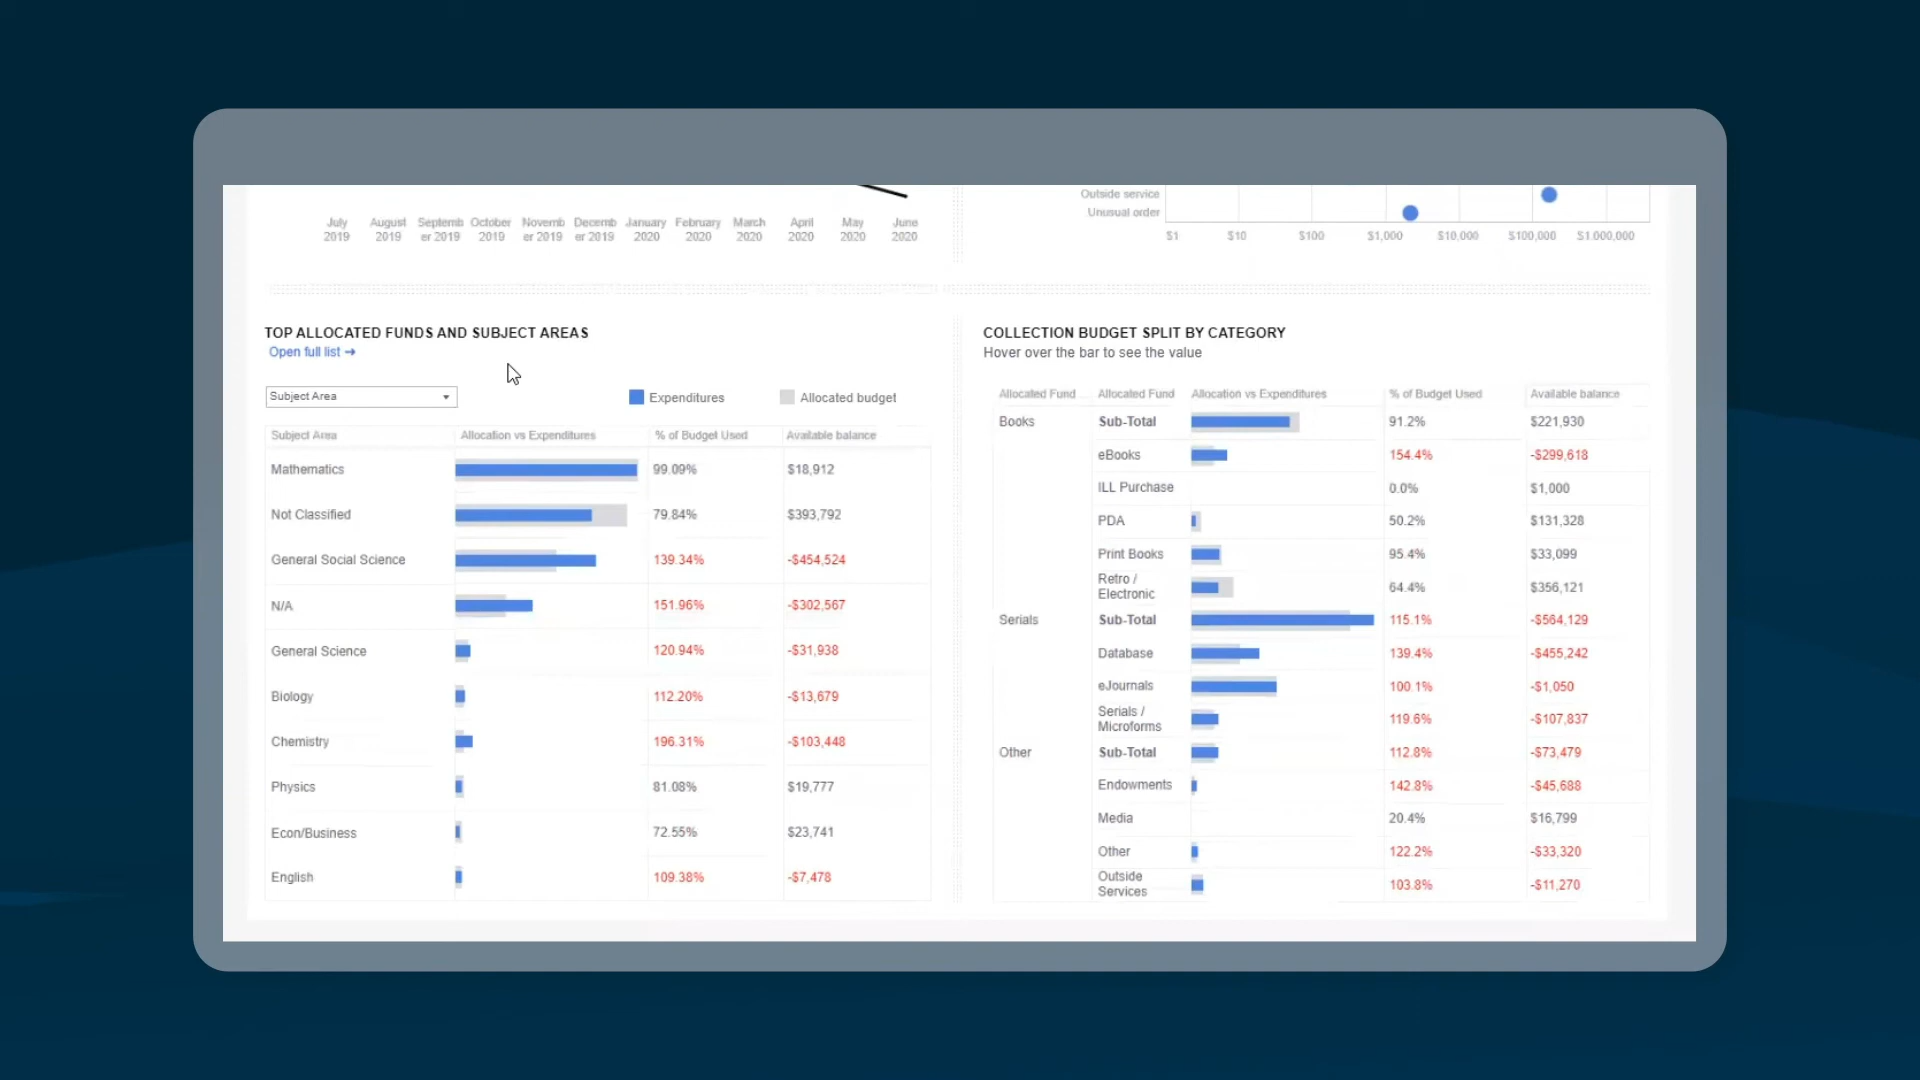 July 2019
August 2019
Septemb er 2019
October 2019
Novemb er 2019
Decemb er 2019
January 2020
February 2020
March 2020
April 2020
May 2020
June 2020
Outside service
Unusual order
$1 $10 $100 $1,000 $10,000 $100,000 $1,000,000
TOP ALLOCATED FUNDS AND SUBJECT AREAS
Open full list →
Subject Area
Expenditures
Allocated budget
Subject Area Allocation vs Expenditures % of Budget Used Available balance
Mathematics 99.09% $18,912
Not Classified 79.84% $393,792
General Social Science 139.34% -$454,524
N/A 151.96% -$302,567
General Science 120.94% -$31,938
Biology 112.20% -$13,679
Chemistry 196.31% -$103,448
Physics 81.08% $19,777
Econ/Business 72.55% $23,741
English 109.38% -$7,478
COLLECTION BUDGET SPLIT BY CATEGORY
Hover over the bar to see the value
Allocated Fund Allocated Fund Allocation vs Expenditures % of Budget Used Available balance
Books Sub-Total 91.2% $221,930
eBooks 154.4% -$299,618
ILL Purchase 0.0% $1,000
PDA 50.2% $131,328
Print Books 95.4% $33,099
Retro / Electronic 64.4% $356,121
Serials Sub-Total 115.1% -$564,129
Database 139.4% -$455,242
eJournals 100.1% -$1,050
Serials / Microforms 119.6% -$107,837
Other Sub-Total 112.8% -$73,479
Endowments 142.8% -$45,688
Media 20.4% $16,799
Other 122.2% -$33,320
Outside Services 103.8% -$11,270